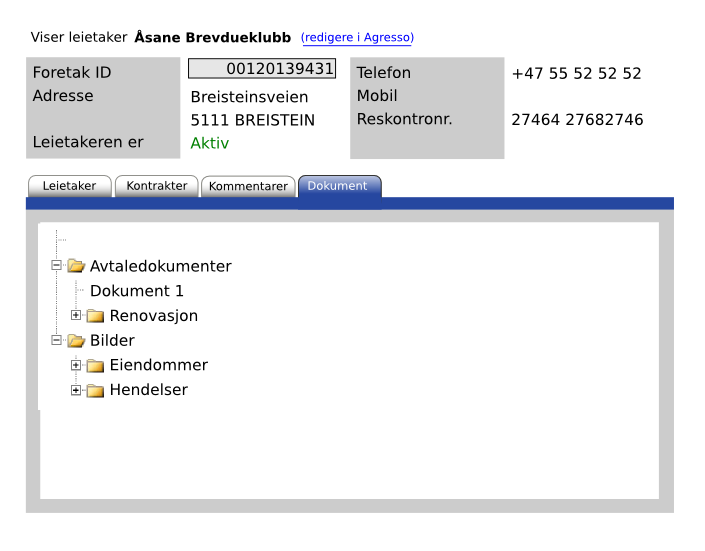 Viser leietaker Åsane Brevdueklubb (redigere i Agresso)
Foretak ID 00120139431 Telefon +47 55 52 52 52
Adresse Breisteinsveien Mobil
5111 BREISTEIN Reskontronr. 27464 27682746
Leietakeren er Aktiv
Leietaker Kontrakter Kommentarer Dokument
Avtaledokumenter
Dokument 1
Renovasjon
Bilder
Eiendommer
Hendelser